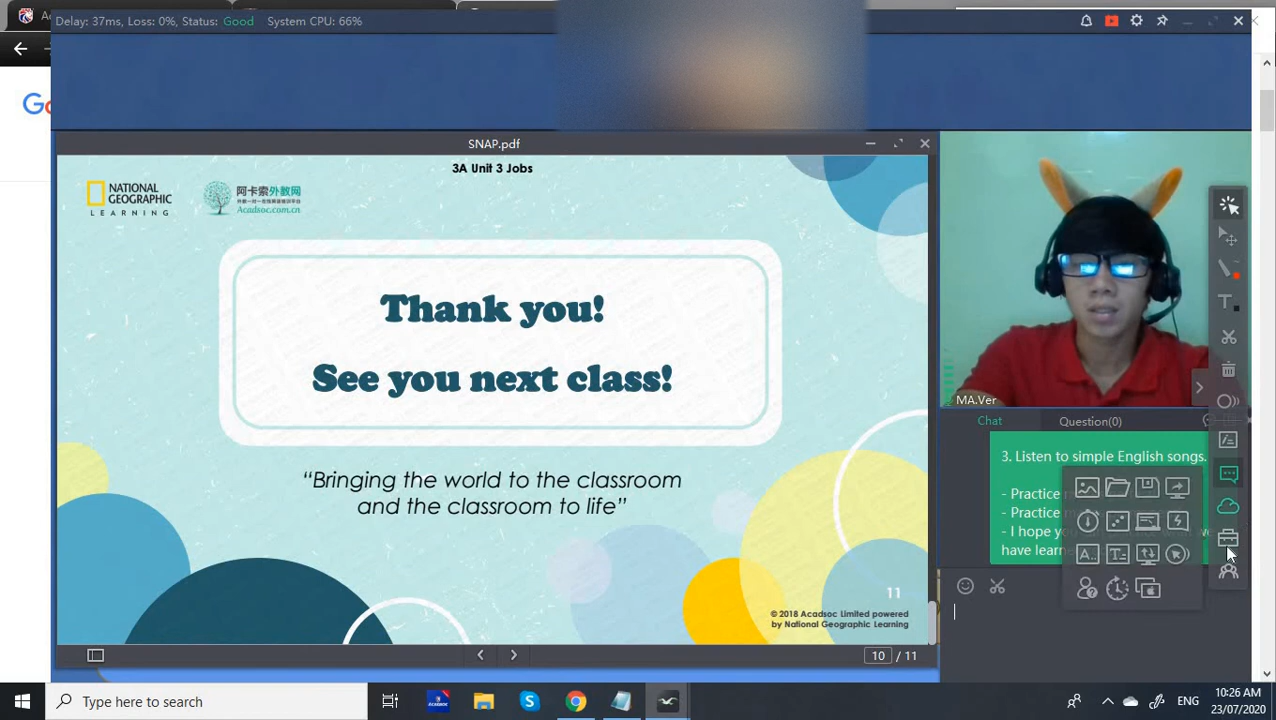 Delay: 37ms, Loss: 0%, Status: Good System CPU: 66%
SNAP.pdf
3A Unit 3 Jobs
NATIONAL
GEOGRAPHIC
LEARNING
阿卡索外教网
Acadsoc.com.cn
Thank you!
See you next class!
“Bringing the world to the classroom
and the classroom to life”
11
© 2018 Acadsoc Limited powered
by National Geographic Learning
10 / 11
MA.Ver
Chat Question(0)
3. Listen to simple English songs.
- Practice
- Practice
- I hope
have
Type here to search
ENG
10:26 AM
23/07/2020